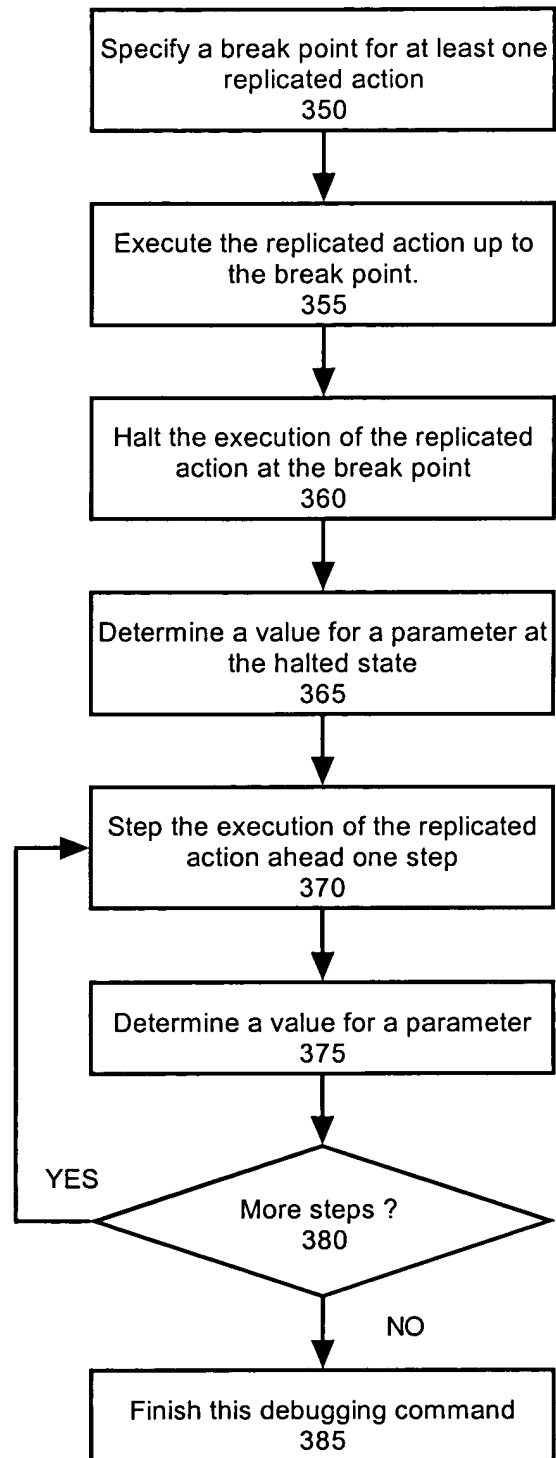 Specify a break point for at least one
replicated action
350
Execute the replicated action up to
the break point.
355
Halt the execution of the replicated
action at the break point
360
Determine a value for a parameter at
the halted state
365
Step the execution of the replicated
action ahead one step
370
Determine a value for a parameter
375
YES
More steps ?
380
NO
Finish this debugging command
385